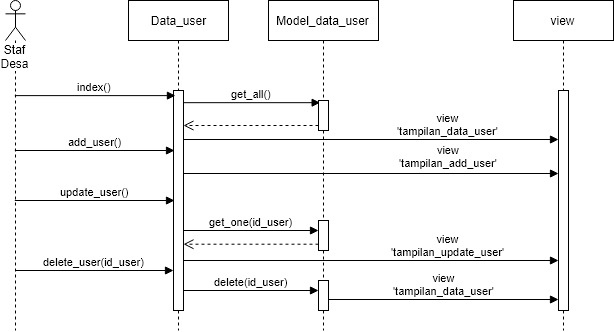 Staf
Desa
Data_user
Model_data_user
view
index()
get_all()
view
'tampilan_data_user'
add_user()
view
'tampilan_add_user'
update_user()
get_one(id_user)
view
'tampilan_update_user'
delete_user(id_user)
delete(id_user)
view
'tampilan_data_user'